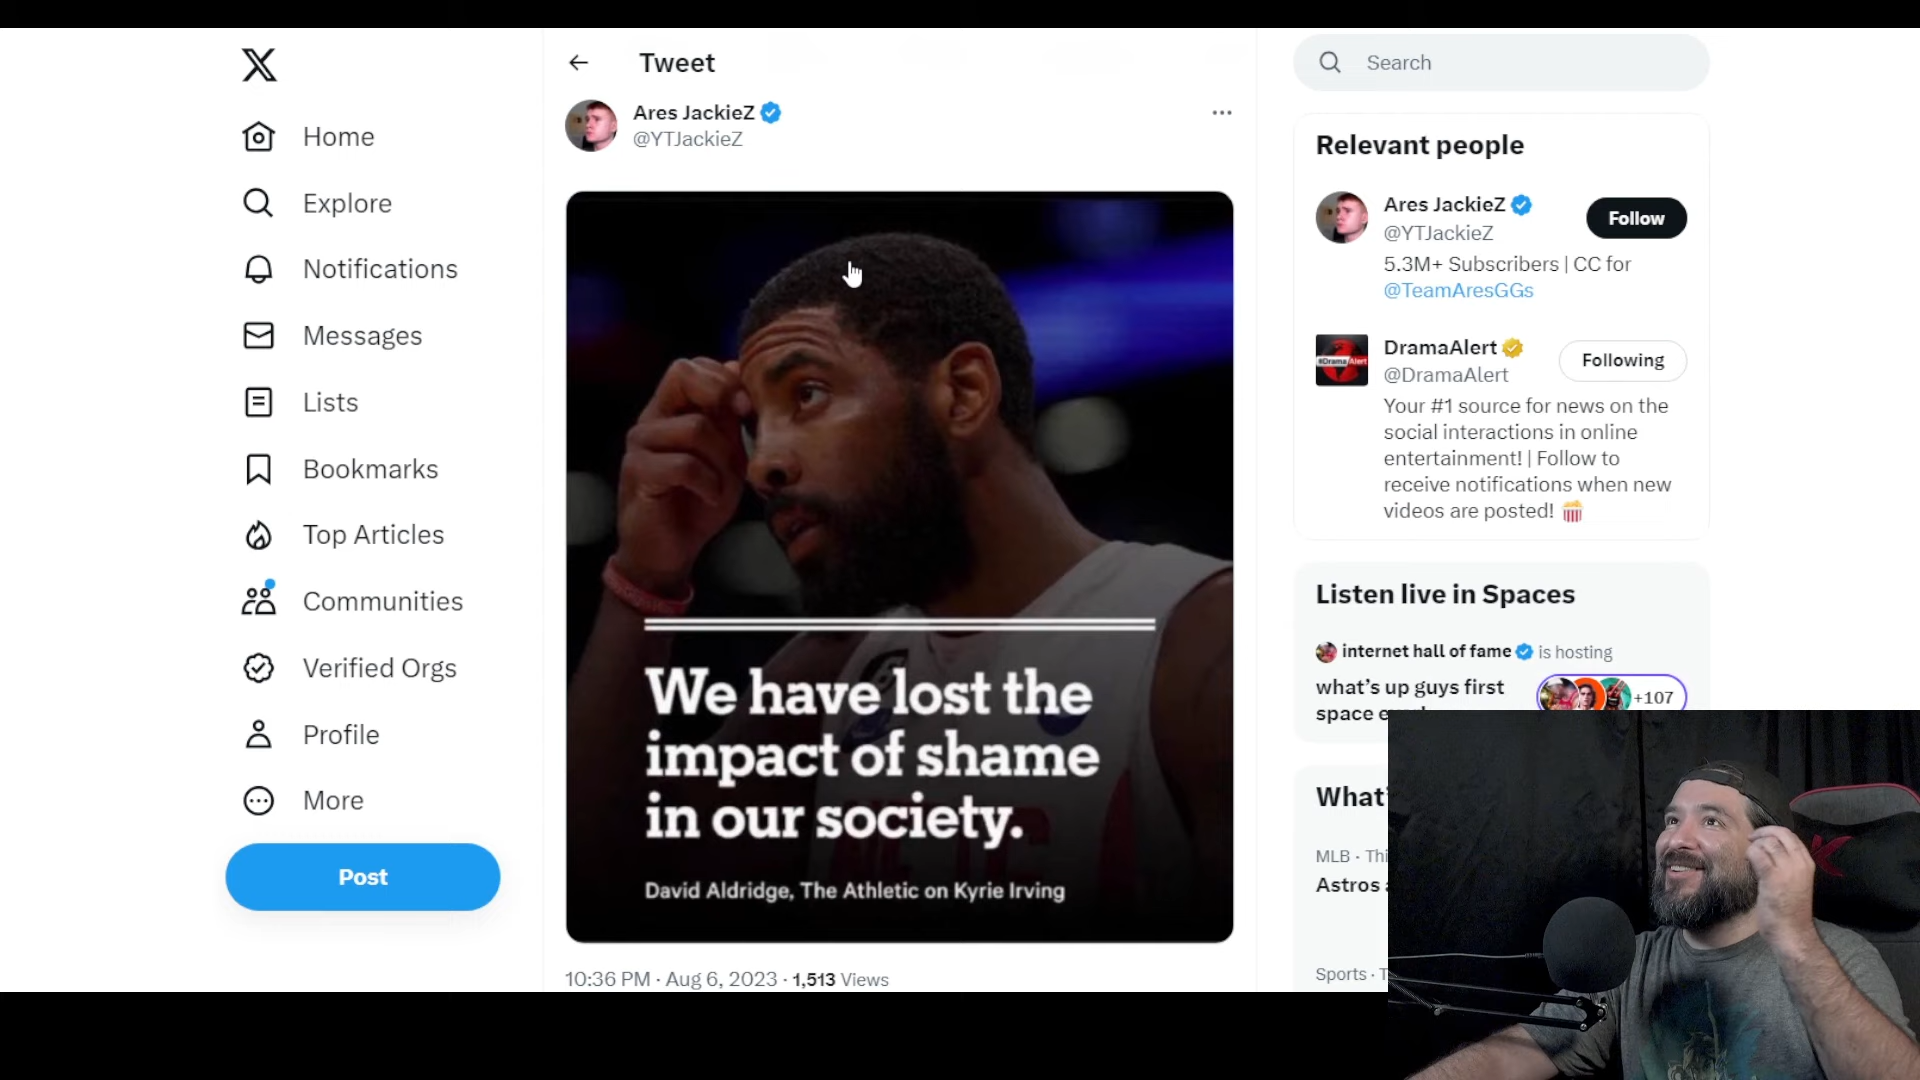 Home
Explore
Notifications
Messages
Lists
Bookmarks
Top Articles
Communities
Verified Orgs
Profile
More
Post
Tweet
Ares JackieZ
@YTJackieZ
We have lost the
impact of shame
in our society.
David Aldridge, The Athletic on Kyrie Irving
10:36 PM · Aug 6, 2023 · 1,513 Views
Search
Relevant people
Ares JackieZ
@YTJackieZ
Follow
5.3M+ Subscribers | CC for
@TeamAresGGs
DramaAlert
@DramaAlert
Following
Your #1 source for news on the
social interactions in online
entertainment! | Follow to
receive notifications when new
videos are posted! 🍿
Listen live in Spaces
internet hall of fame is hosting
what's up guys first
space
+107
What'
MLB · Thi
Astros
Sports · T